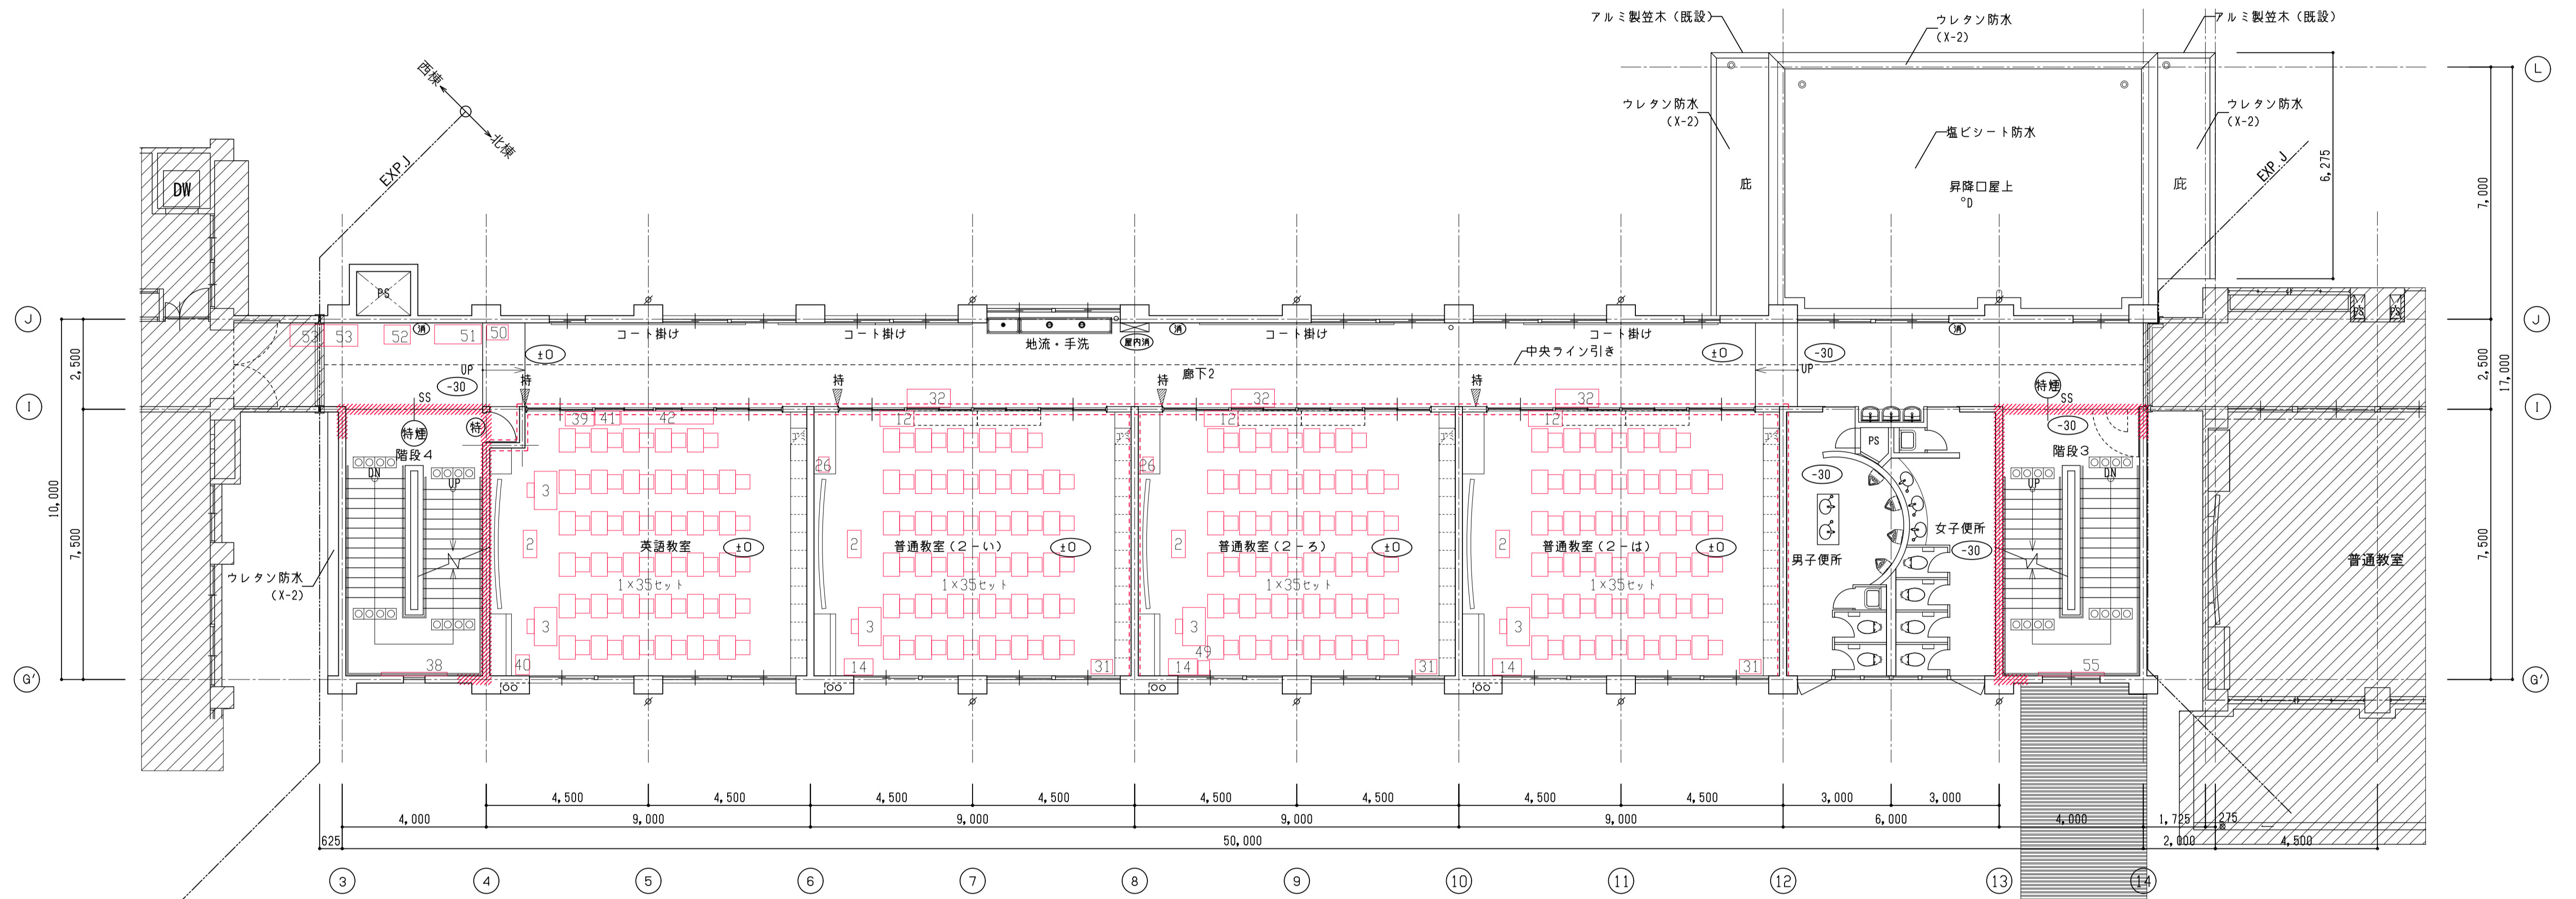 アルミ製笠木（既設）
ウレタン防水
(X-2)
アルミ製笠木（既設）
L
西棟
北棟
EXP.J
ウレタン防水
(X-2)
塩ビシート防水
ウレタン防水
(X-2)
EXP.J
6,275
7,000
17,000
DW
庇
昇降口屋上
°D
庇
PS
J
53
53
52
消
51
50
コート掛け
コート掛け
地流・手洗
屋内消
消
コート掛け
コート掛け
消
J
2,500
±0
UP
-30
廊下2
中央ライン引き
±0
-30
UP
2,500
持
持
持
持
特煙
SS
SS
I
32
32
32
I
特煙
特
39
41
42
12
12
12
-30
階段4
階段3
DN
UP
26
26
PS
-30
UP
DN
3
10,000
7,500
2
英語教室
±0
2
普通教室(2-い)
±0
2
普通教室(2-ろ)
±0
2
普通教室(2-は)
±0
女子便所
-30
男子便所
普通教室
7,500
ウレタン防水
(X-2)
1×35セット
1×35セット
1×35セット
1×35セット
3
3
3
3
49
38
40
14
31
14
31
14
31
55
G'
G'
4,500
4,500
4,500
4,500
4,500
4,500
4,500
4,500
3,000
3,000
4,000
9,000
9,000
9,000
9,000
6,000
4,000
1,725
275
625
50,000
2,000
4,500
3
4
5
6
7
8
9
10
11
12
13
14